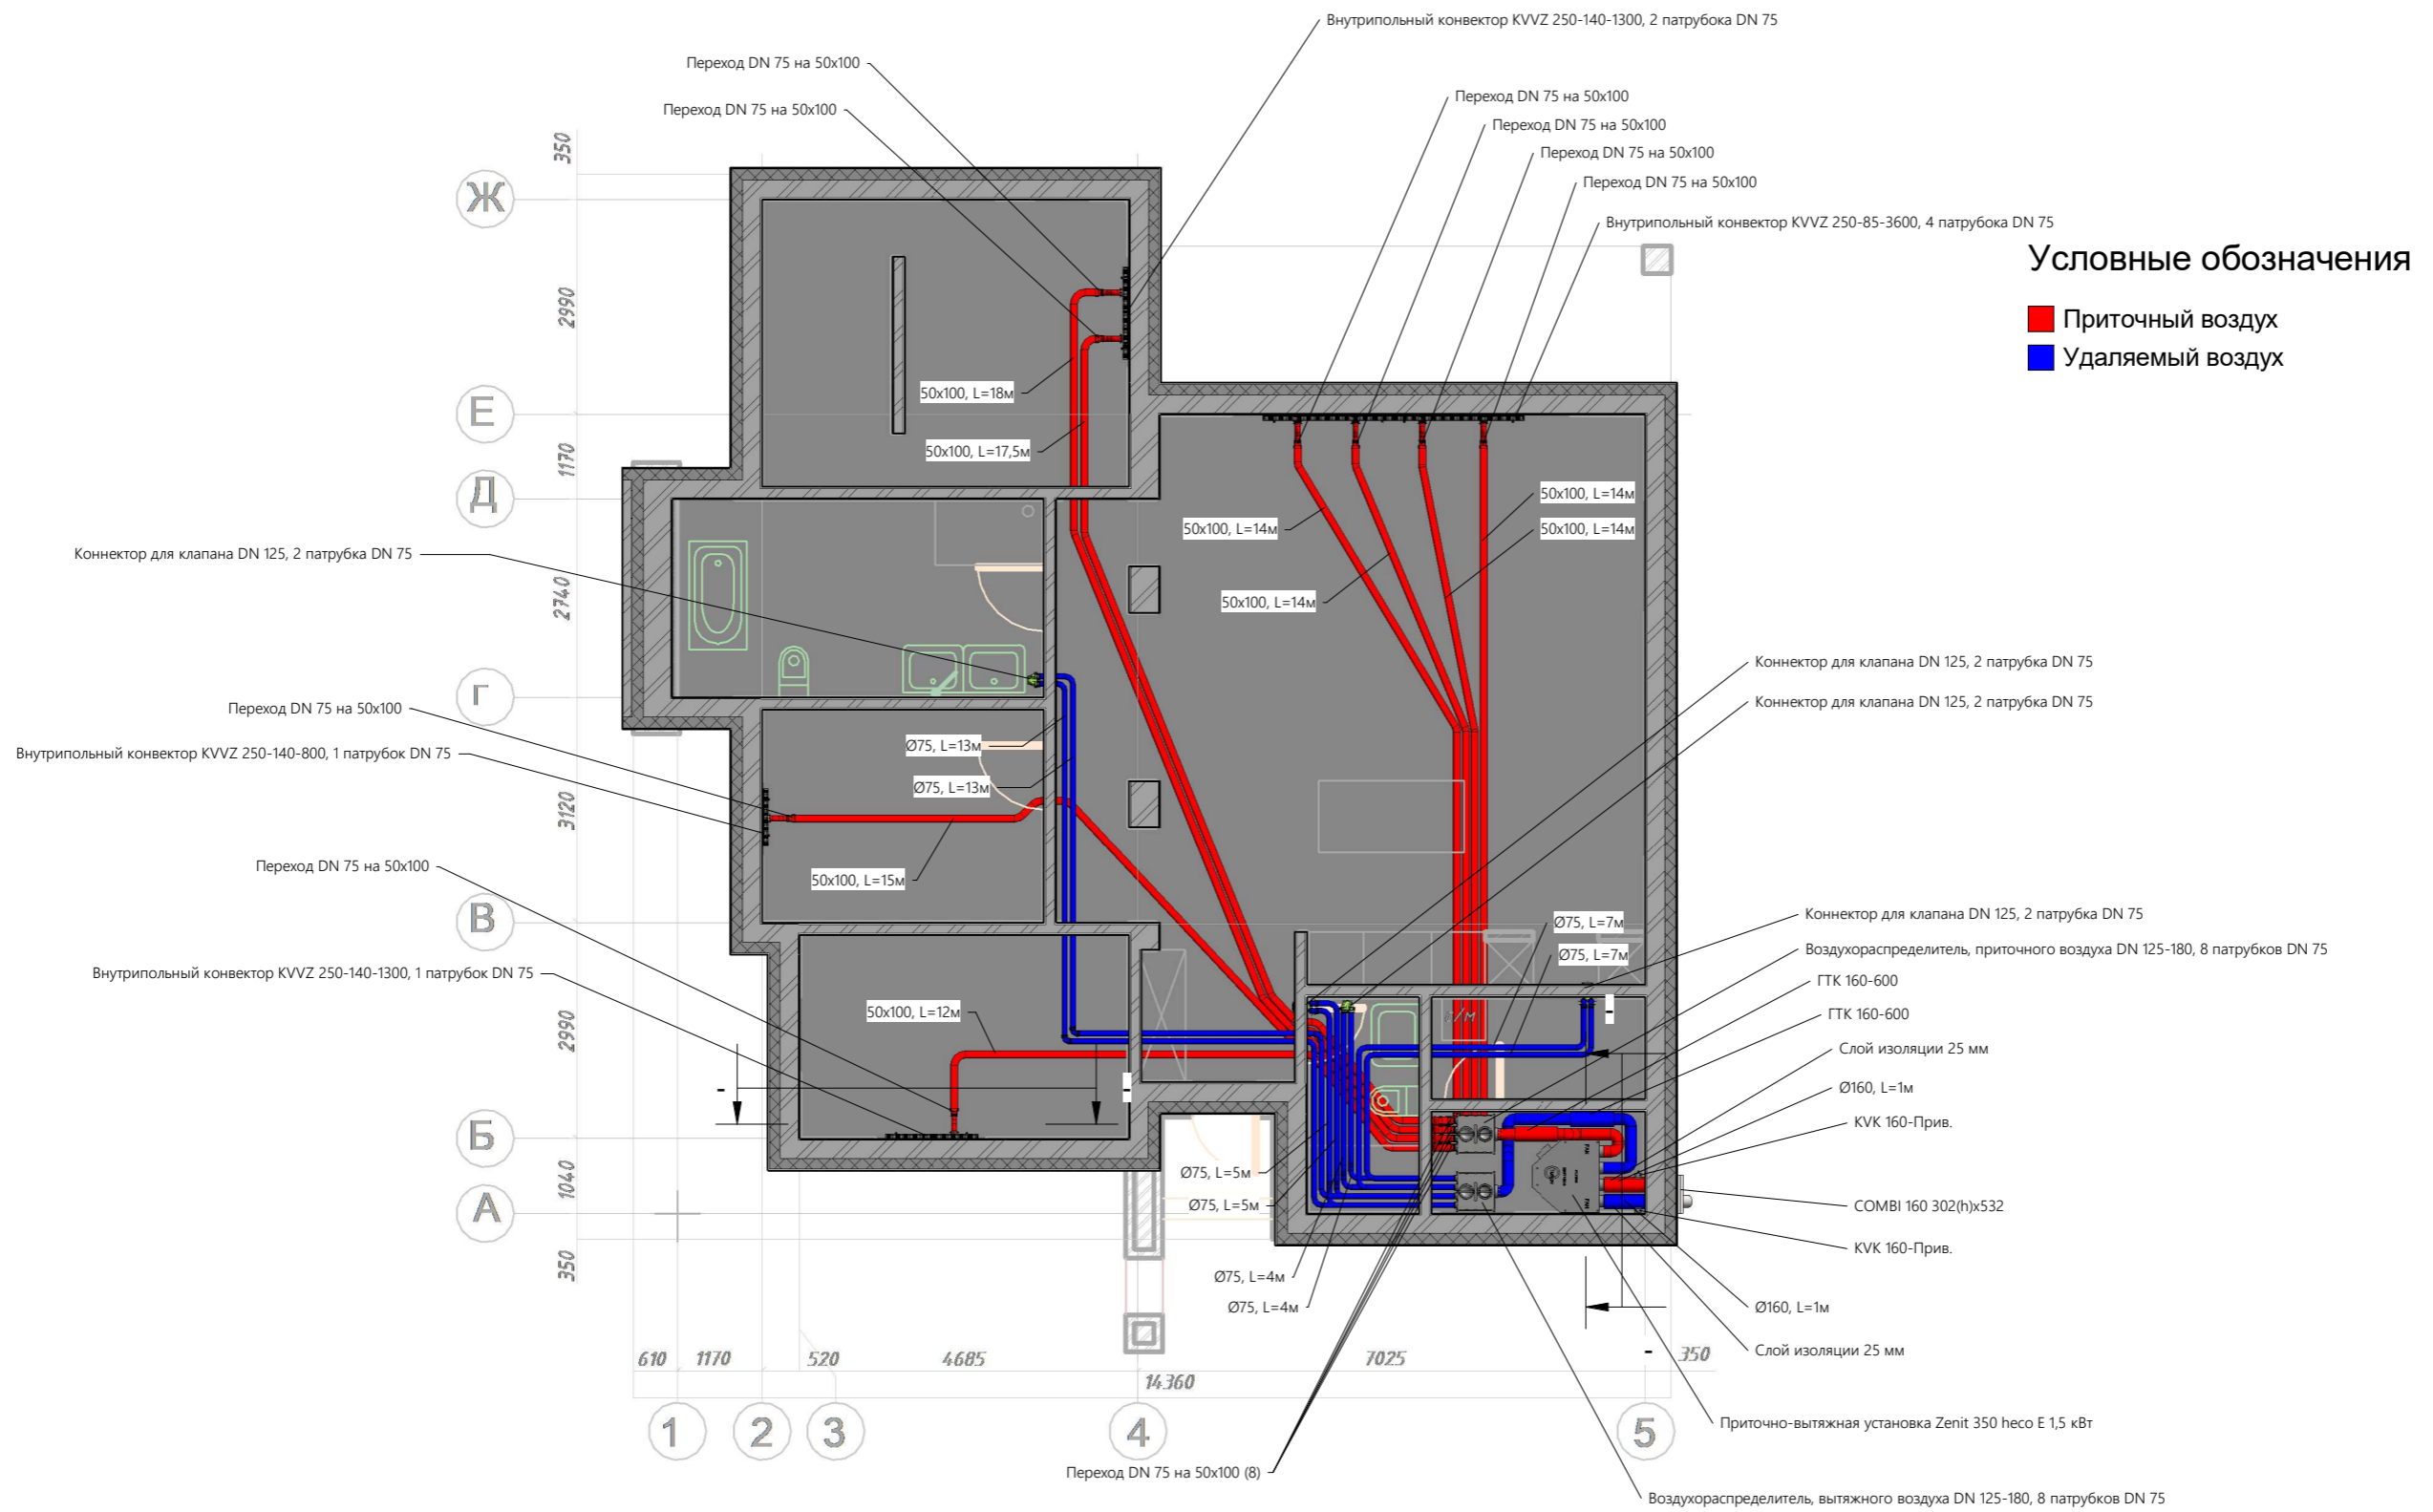 Внутрипольный конвектор KVVZ 250-140-1300, 2 патрубока DN 75
Переход DN 75 на 50x100
Переход DN 75 на 50x100
Переход DN 75 на 50x100
Переход DN 75 на 50x100
Переход DN 75 на 50x100
Переход DN 75 на 50x100
Внутрипольный конвектор KVVZ 250-85-3600, 4 патрубока DN 75
Условные обозначения
Приточный воздух
Удаляемый воздух
350
Ж
2990
Е
1170
Д
2740
Г
3120
В
2990
Б
1040
А
350
50x100, L=18м
50x100, L=17,5м
50x100, L=14м
50x100, L=14м
50x100, L=14м
50x100, L=14м
Коннектор для клапана DN 125, 2 патрубка DN 75
Коннектор для клапана DN 125, 2 патрубка DN 75
Коннектор для клапана DN 125, 2 патрубка DN 75
Переход DN 75 на 50x100
Ø75, L=13м
Внутрипольный конвектор KVVZ 250-140-800, 1 патрубок DN 75
Ø75, L=13м
Переход DN 75 на 50x100
50x100, L=15м
Коннектор для клапана DN 125, 2 патрубка DN 75
Ø75, L=7м
Воздухораспределитель, приточного воздуха DN 125-180, 8 патрубков DN 75
Ø75, L=7м
Внутрипольный конвектор KVVZ 250-140-1300, 1 патрубок DN 75
ГТК 160-600
50x100, L=12м
ГТК 160-600
Слой изоляции 25 мм
Ø160, L=1м
KVK 160-Прив.
Ø75, L=5м
Ø75, L=5м
COMBI 160 302(h)x532
KVK 160-Прив.
Ø75, L=4м
Ø75, L=4м
Ø160, L=1м
Слой изоляции 25 мм
610
1170
520
4685
7025
350
14360
1
2
3
4
5
Приточно-вытяжная установка Zenit 350 heco E 1,5 кВт
Переход DN 75 на 50x100 (8)
Воздухораспределитель, вытяжного воздуха DN 125-180, 8 патрубков DN 75